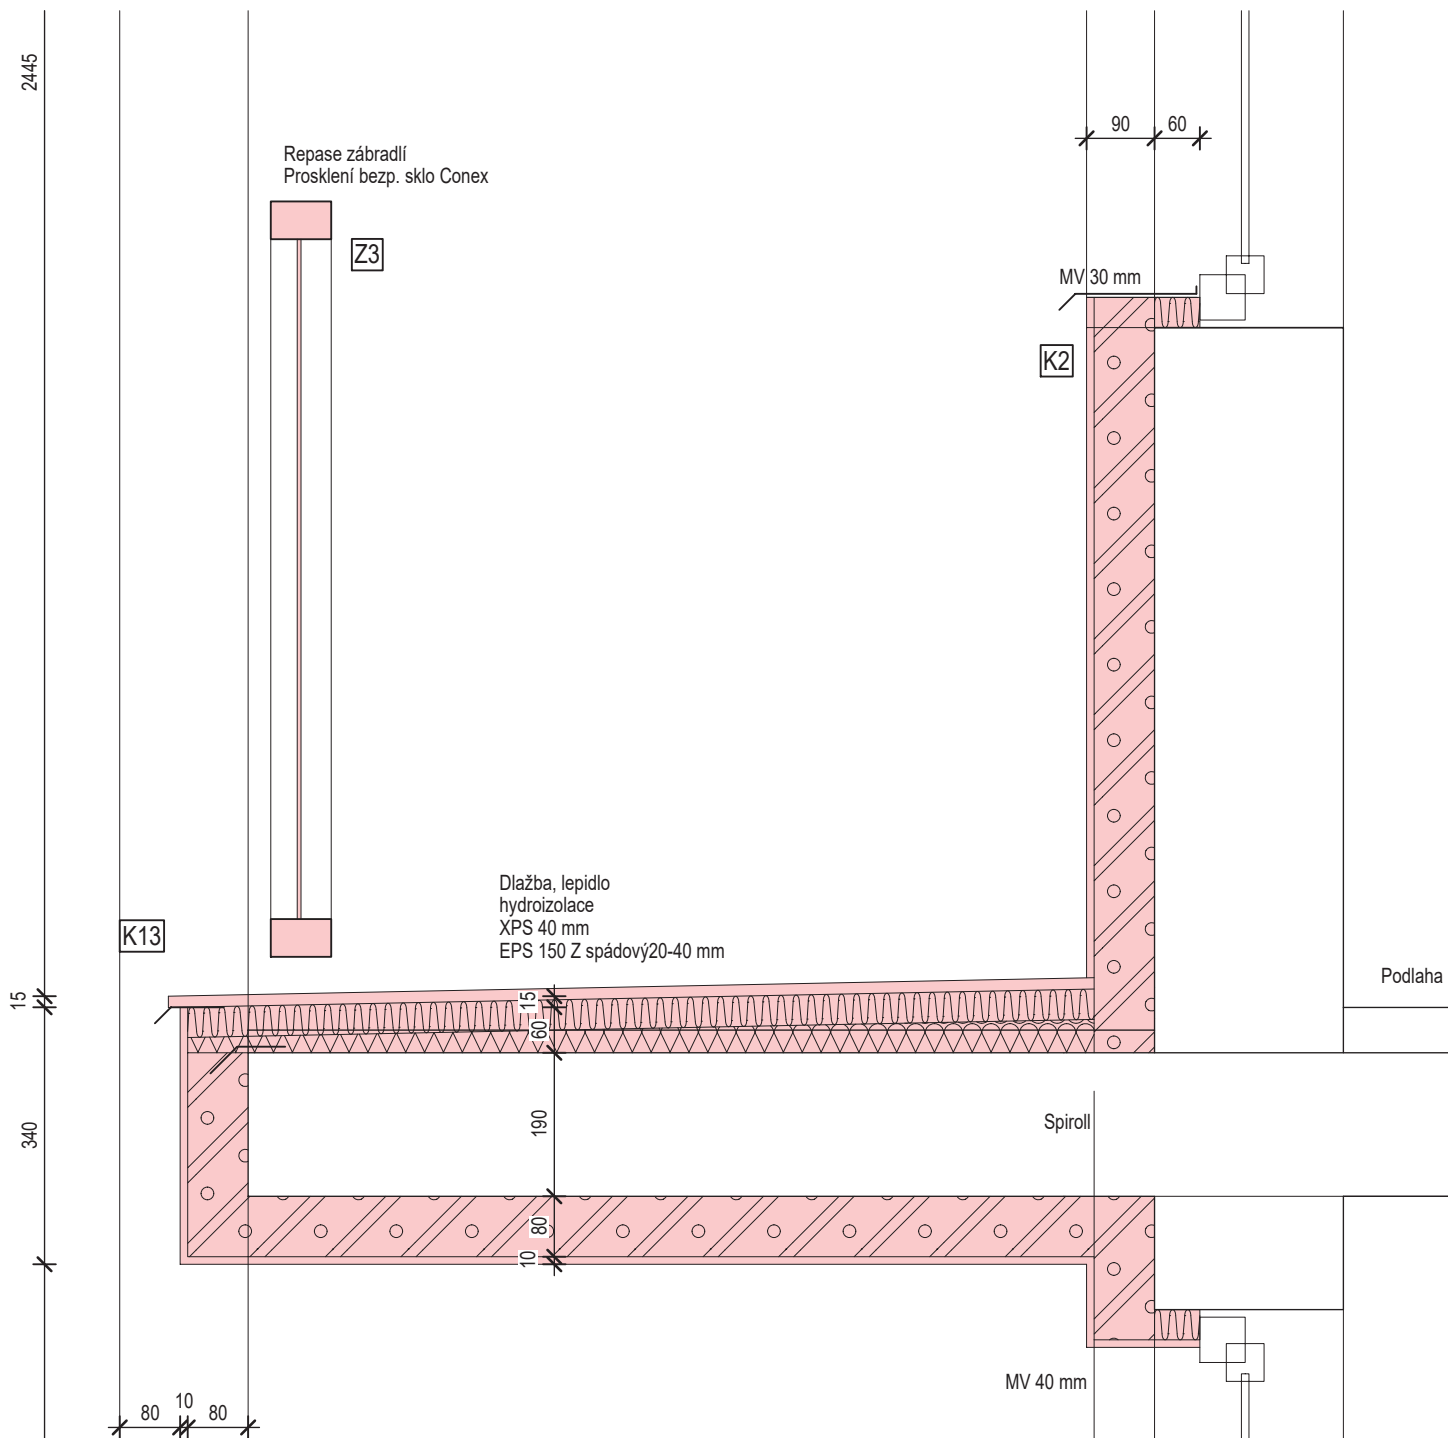 2445
90
60
Repase zábradlí
Prosklení bezp. sklo Conex
Z3
MV 30 mm
K2
Dlažba, lepidlo
hydroizolace
XPS 40 mm
EPS 150 Z spádový20-40 mm
K13
Podlaha
15
15
60
340
190
Spiroll
80
10
MV 40 mm
10
80
80